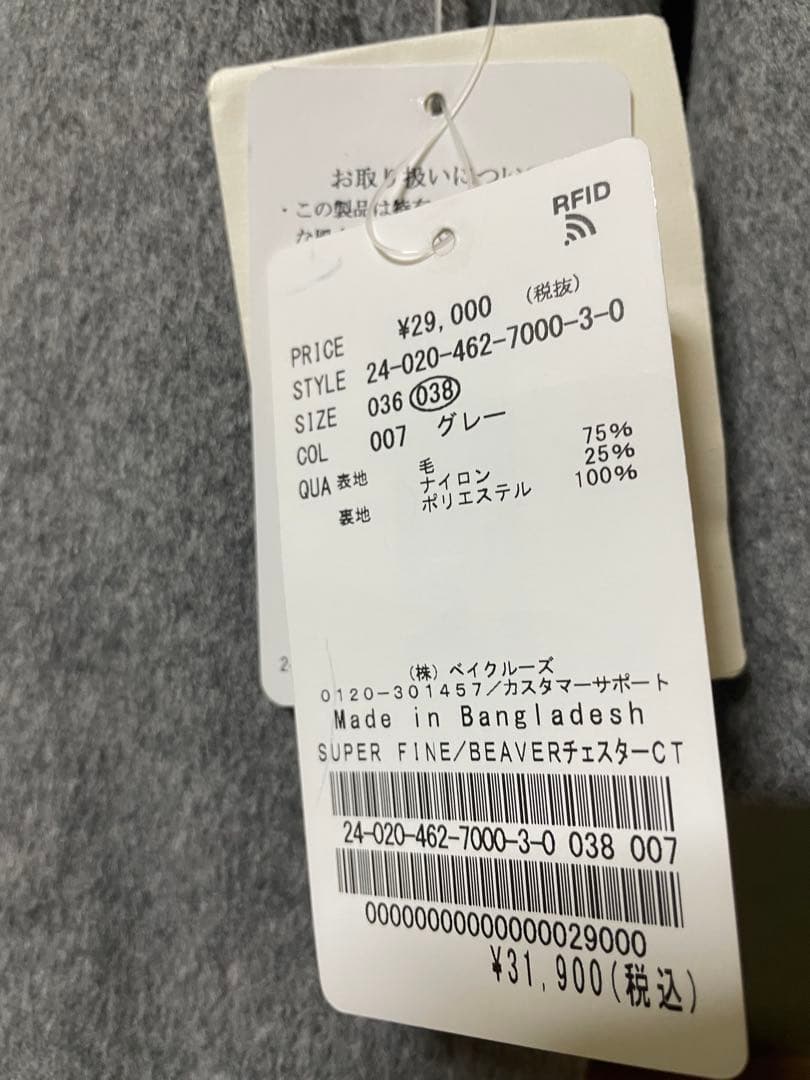 お取り扱いについ
・この製品は特有
RFID
PRICE ¥29,000 (税抜)
STYLE 24-020-462-7000-3-0
SIZE 036 038
COL 007 グレー
QUA 表地 毛 75%
ナイロン 25%
裏地 ポリエステル 100%
(株)ベイクルーズ
0120-301457/カスタマーサポート
Made in Bangladesh
SUPER FINE/BEAVERチェスターCT
24-020-462-7000-3-0 038 007
0000000000000029000
¥31,900(税込)